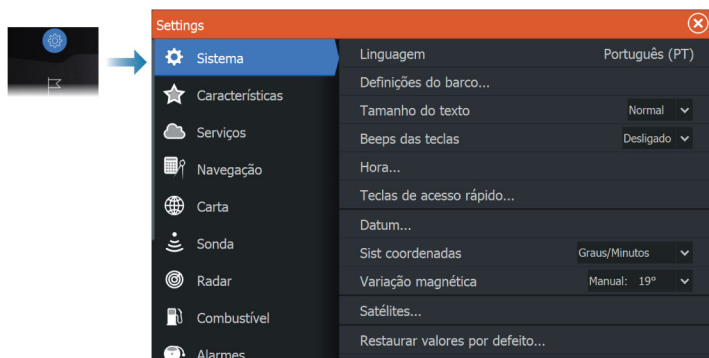 Settings
Sistema
Características
Serviços
Navegação
Carta
Sonda
Radar
Combustível
Alarmes
Linguagem Português (PT)
Definições do barco...
Tamanho do texto Normal
Beeps das teclas Desligado
Hora...
Teclas de acesso rápido...
Datum...
Sist coordenadas Graus/Minutos
Variação magnética Manual: 19°
Satélites...
Restaurar valores por defeito...